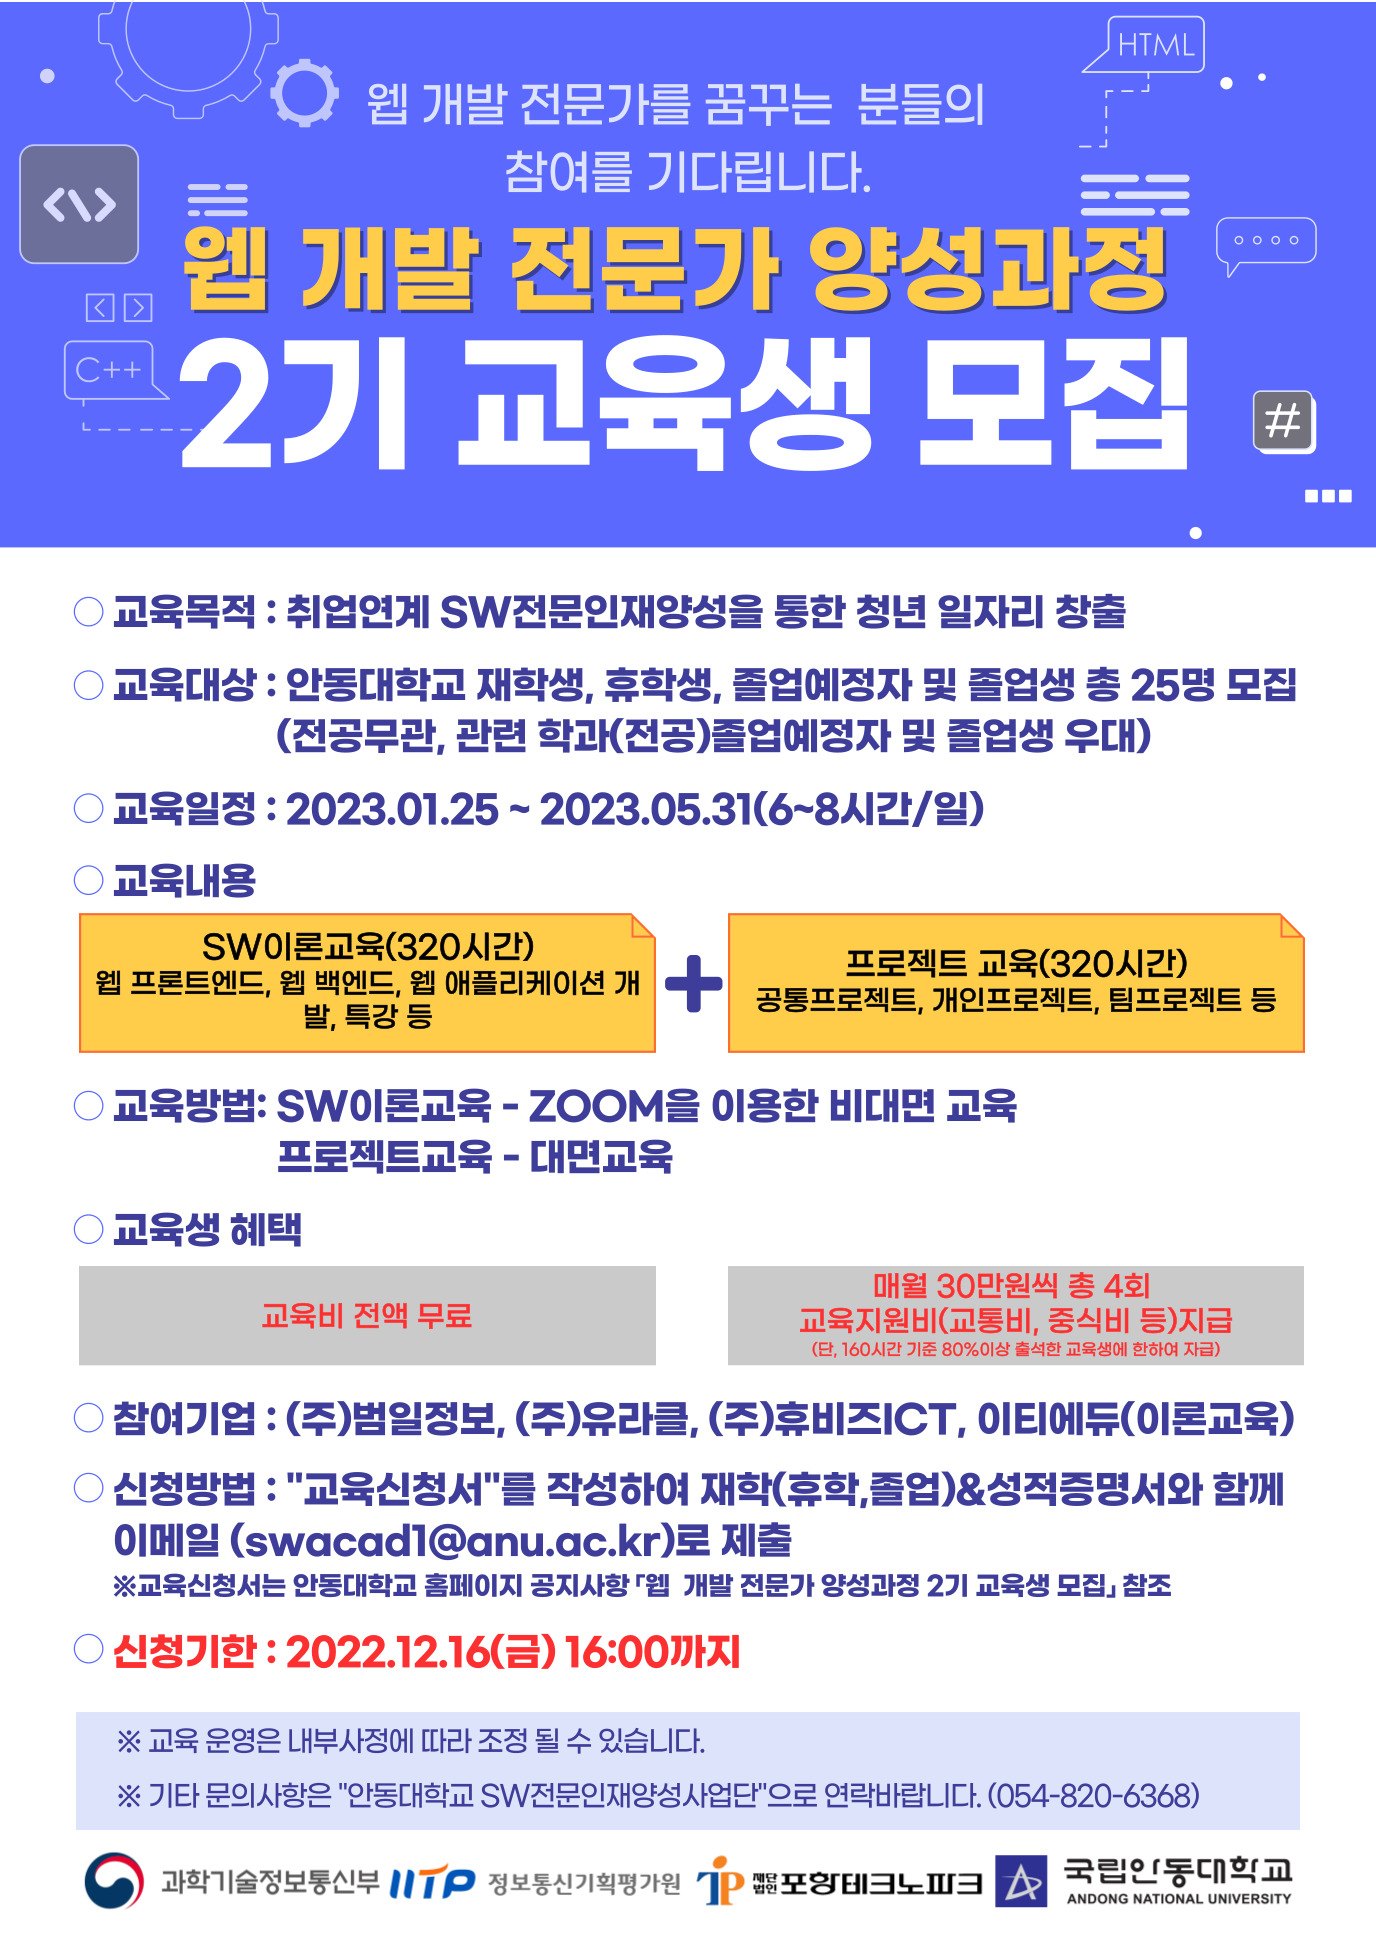 HTML
웹 개발 전문가를 꿈꾸는  분들의
참여를 기다립니다.
<\>
웹 개발 전문가 양성과정
< >
C++
2기 교육생 모집
#
○ 교육목적 : 취업연계 SW전문인재양성을 통한 청년 일자리 창출
○ 교육대상 : 안동대학교 재학생, 휴학생, 졸업예정자 및 졸업생 총 25명 모집
(전공무관, 관련 학과(전공)졸업예정자 및 졸업생 우대)
○ 교육일정 : 2023.01.25 ~ 2023.05.31(6~8시간/일)
○ 교육내용
SW이론교육(320시간)
웹 프론트엔드, 웹 백엔드, 웹 애플리케이션 개
발, 특강 등
+
프로젝트 교육(320시간)
공통프로젝트, 개인프로젝트, 팀프로젝트 등
○ 교육방법: SW이론교육 - ZOOM을 이용한 비대면 교육
프로젝트교육 - 대면교육
○ 교육생 혜택
교육비 전액 무료
매월 30만원씩 총 4회
교육지원비(교통비, 중식비 등)지급
(단, 160시간 기준 80%이상 출석한 교육생에 한하여 자급)
○ 참여기업 : (주)범일정보, (주)유라클, (주)휴비즈ICT, 이티에듀(이론교육)
○ 신청방법 : "교육신청서"를 작성하여 재학(휴학,졸업)&성적증명서와 함께
이메일 (swacad1@anu.ac.kr)로 제출
※교육신청서는 안동대학교 홈페이지 공지사항 「웹  개발 전문가 양성과정 2기 교육생 모집」 참조
○ 신청기한 : 2022.12.16(금) 16:00까지
※ 교육 운영은 내부사정에 따라 조정 될 수 있습니다.
※ 기타 문의사항은 "안동대학교 SW전문인재양성사업단"으로 연락바랍니다. (054-820-6368)
과학기술정보통신부 IITP 정보통신기획평가원 TP 재단법인 포항테크노파크 국립안동대학교
ANDONG NATIONAL UNIVERSITY